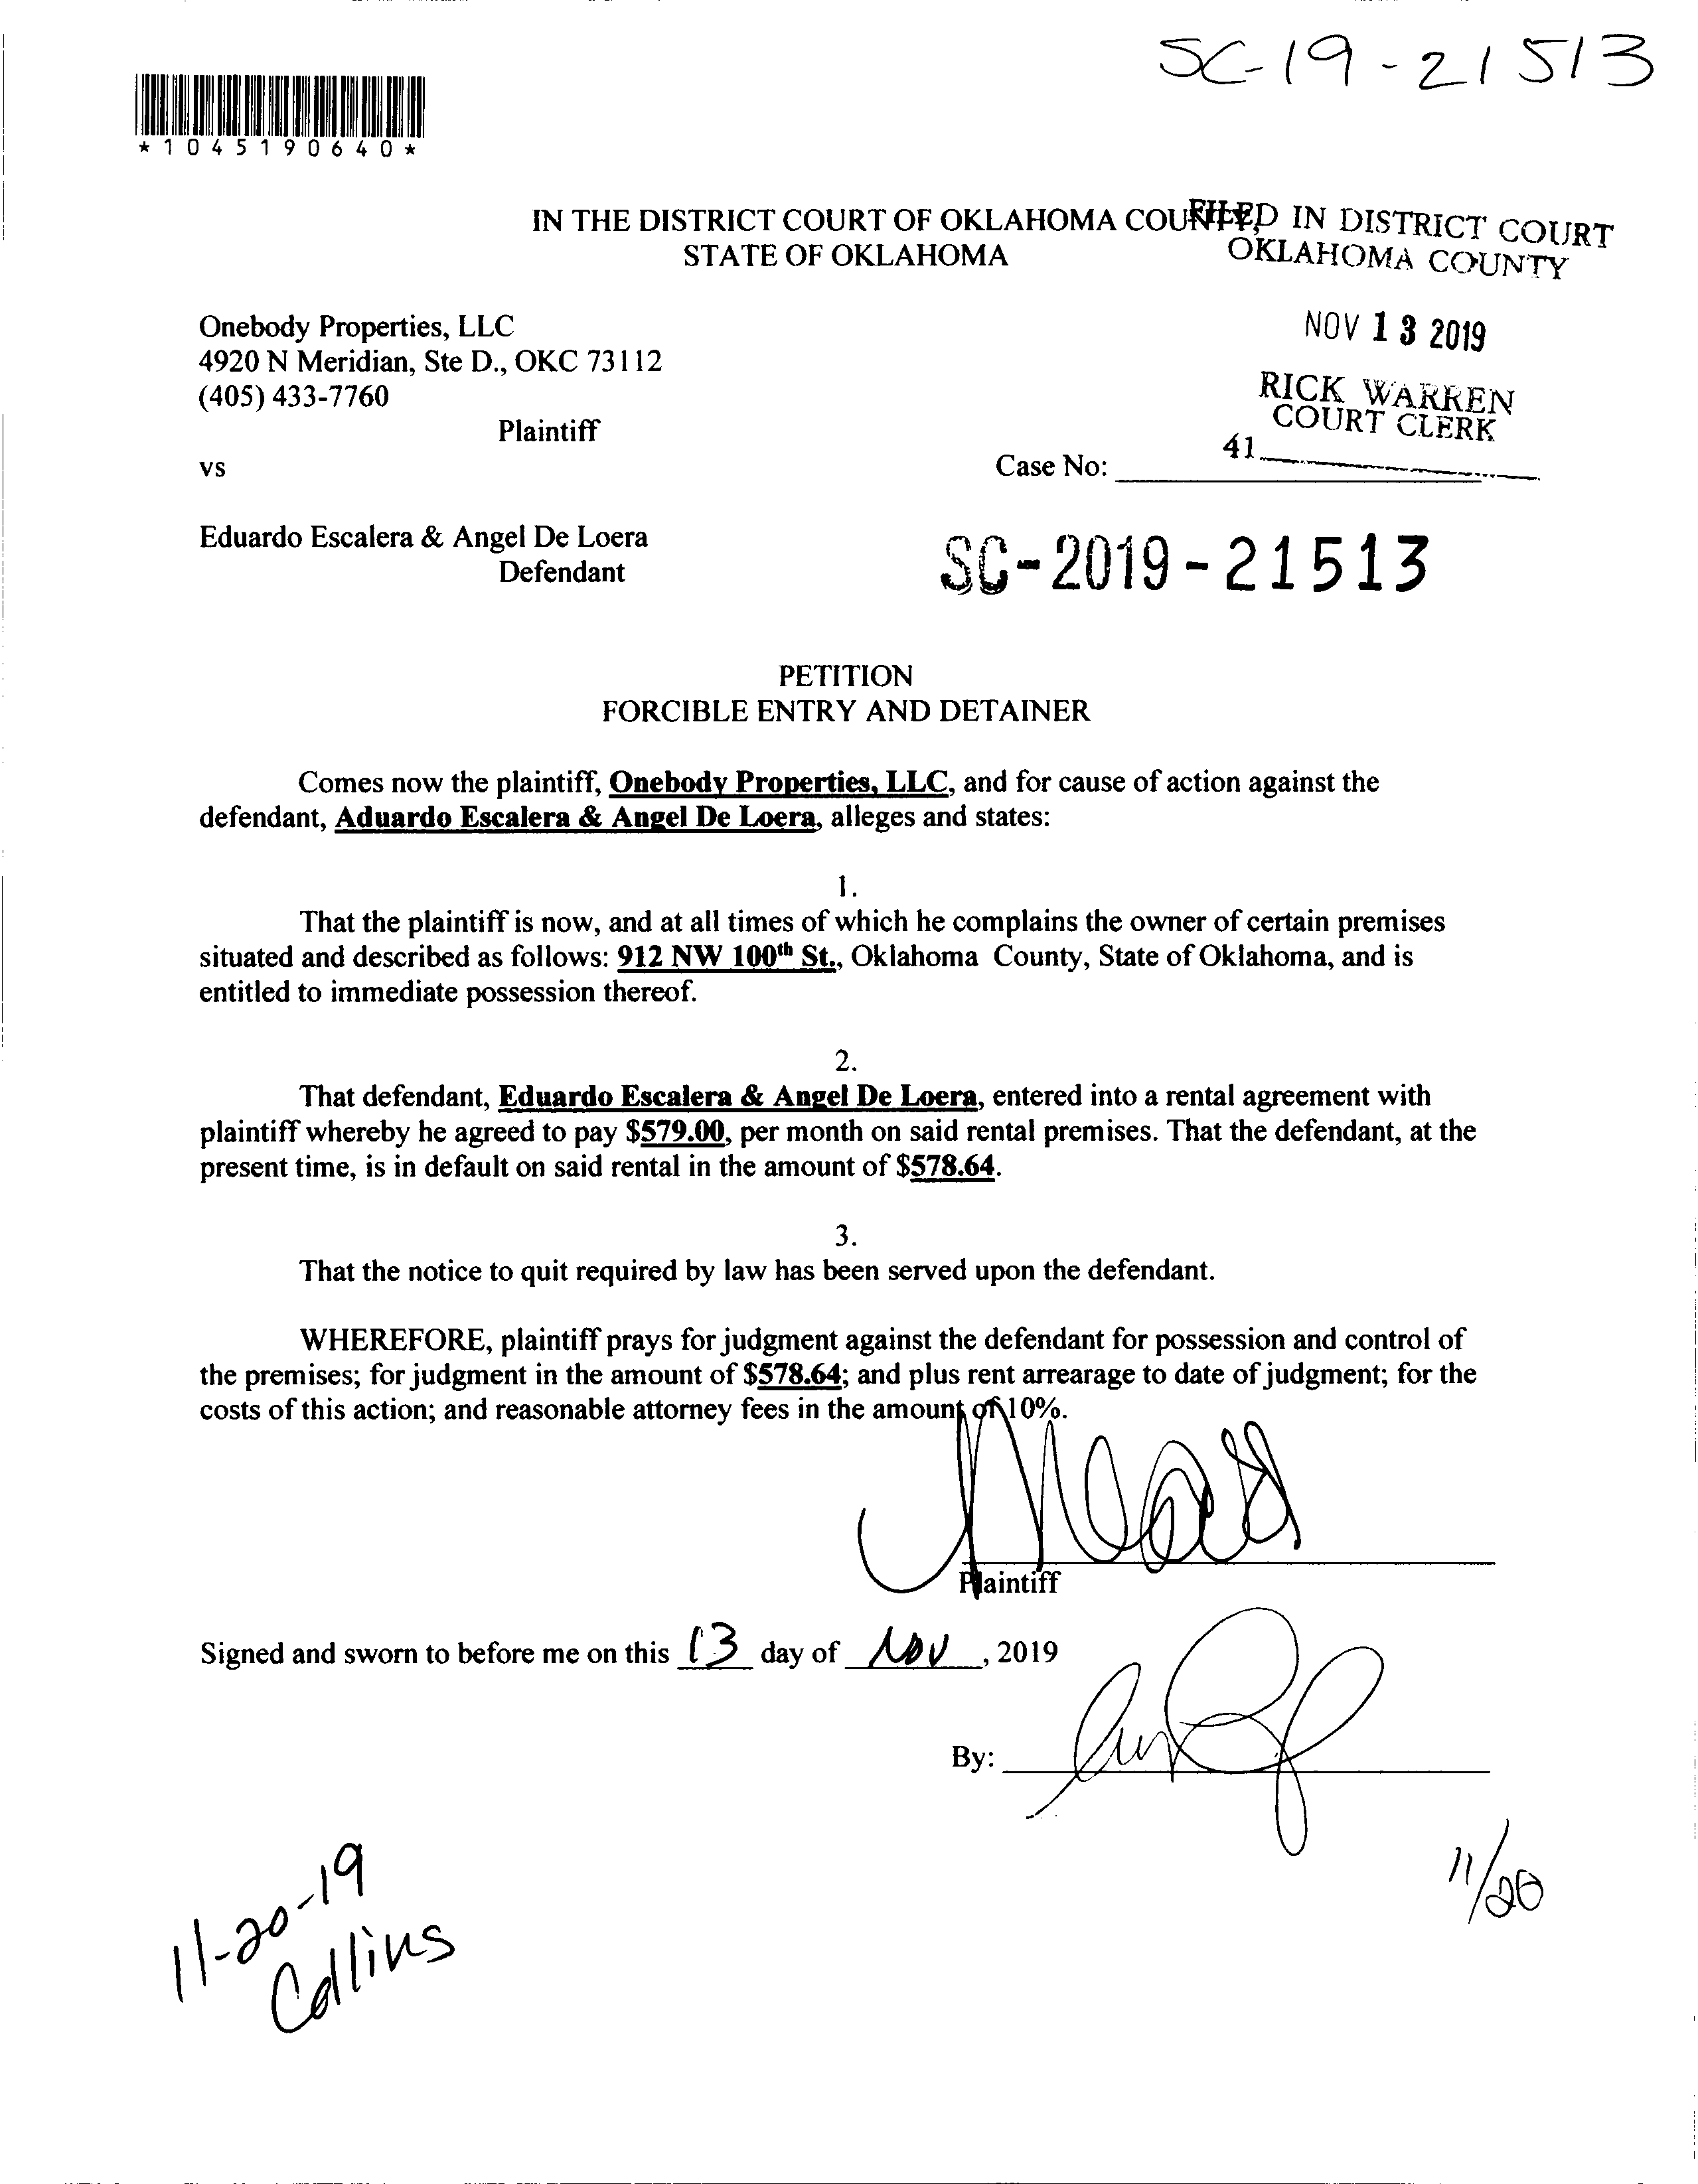 SC-19-21513
*1045190640*
IN THE DISTRICT COURT OF OKLAHOMA COUNTY,
STATE OF OKLAHOMA
FILED IN DISTRICT COURT
OKLAHOMA COUNTY
NOV 13 2019
RICK WARREN
COURT CLERK
41
Onebody Properties, LLC
4920 N Meridian, Ste D., OKC 73112
(405) 433-7760
Plaintiff
vs
Case No:
Eduardo Escalera & Angel De Loera
Defendant
SC-2019-21513
PETITION
FORCIBLE ENTRY AND DETAINER
Comes now the plaintiff, Onebody Properties, LLC, and for cause of action against the
defendant, Aduardo Escalera & Angel De Loera, alleges and states:
1.
That the plaintiff is now, and at all times of which he complains the owner of certain premises
situated and described as follows: 912 NW 100th St., Oklahoma County, State of Oklahoma, and is
entitled to immediate possession thereof.
2.
That defendant, Eduardo Escalera & Angel De Loera, entered into a rental agreement with
plaintiff whereby he agreed to pay $579.00, per month on said rental premises. That the defendant, at the
present time, is in default on said rental in the amount of $578.64.
3.
That the notice to quit required by law has been served upon the defendant.
WHEREFORE, plaintiff prays for judgment against the defendant for possession and control of
the premises; for judgment in the amount of $578.64; and plus rent arrearage to date of judgment; for the
costs of this action; and reasonable attorney fees in the amount of 10%.
Plaintiff
Signed and sworn to before me on this 13 day of Nov, 2019
By:
11/20
11-20-19
Collins